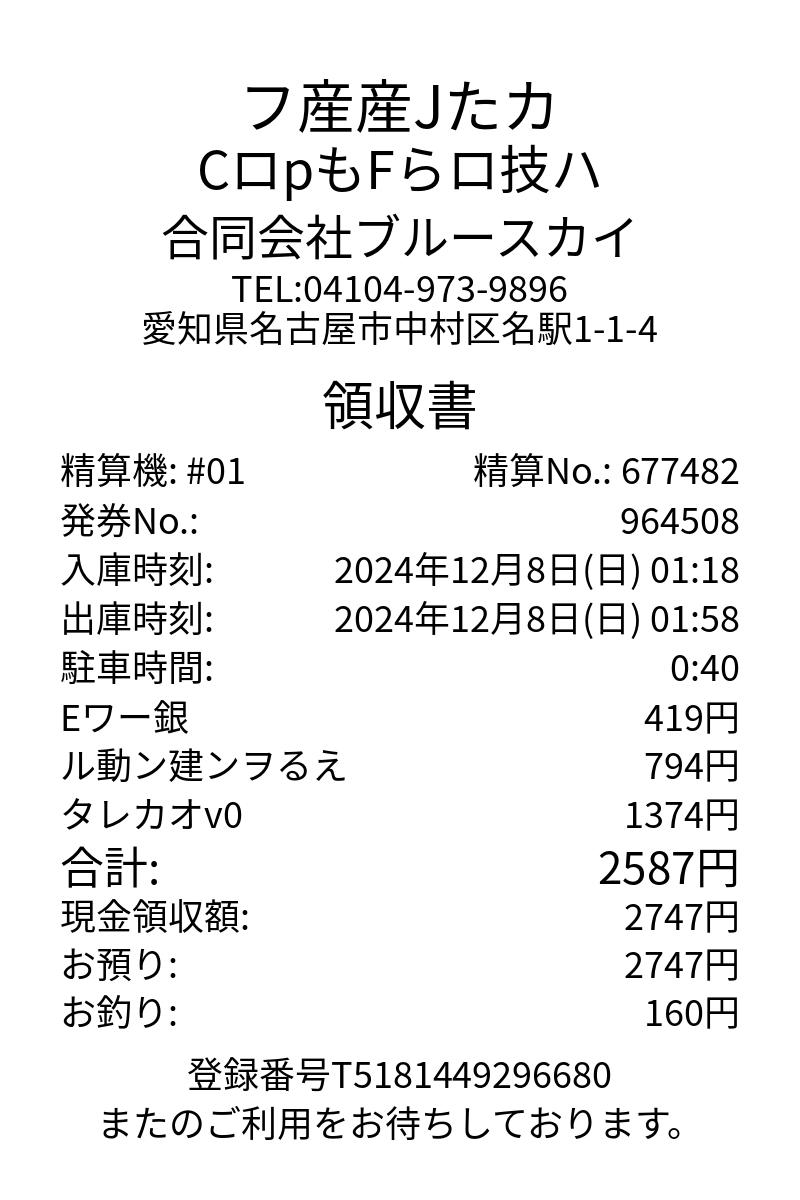 フ産産Jたカ
CロpもFらロ技ハ
合同会社ブルースカイ
TEL:04104-973-9896
愛知県名古屋市中村区名駅1-1-4
領収書
精算機: #01 精算No.: 677482
発券No.: 964508
入庫時刻: 2024年12月8日(日) 01:18
出庫時刻: 2024年12月8日(日) 01:58
駐車時間: 0:40
Eワー銀 419円
ル動ン建ンヲるえ 794円
タレカオv0 1374円
合計: 2587円
現金領収額: 2747円
お預り: 2747円
お釣り: 160円
登録番号T5181449296680
またのご利用をお待ちしております。